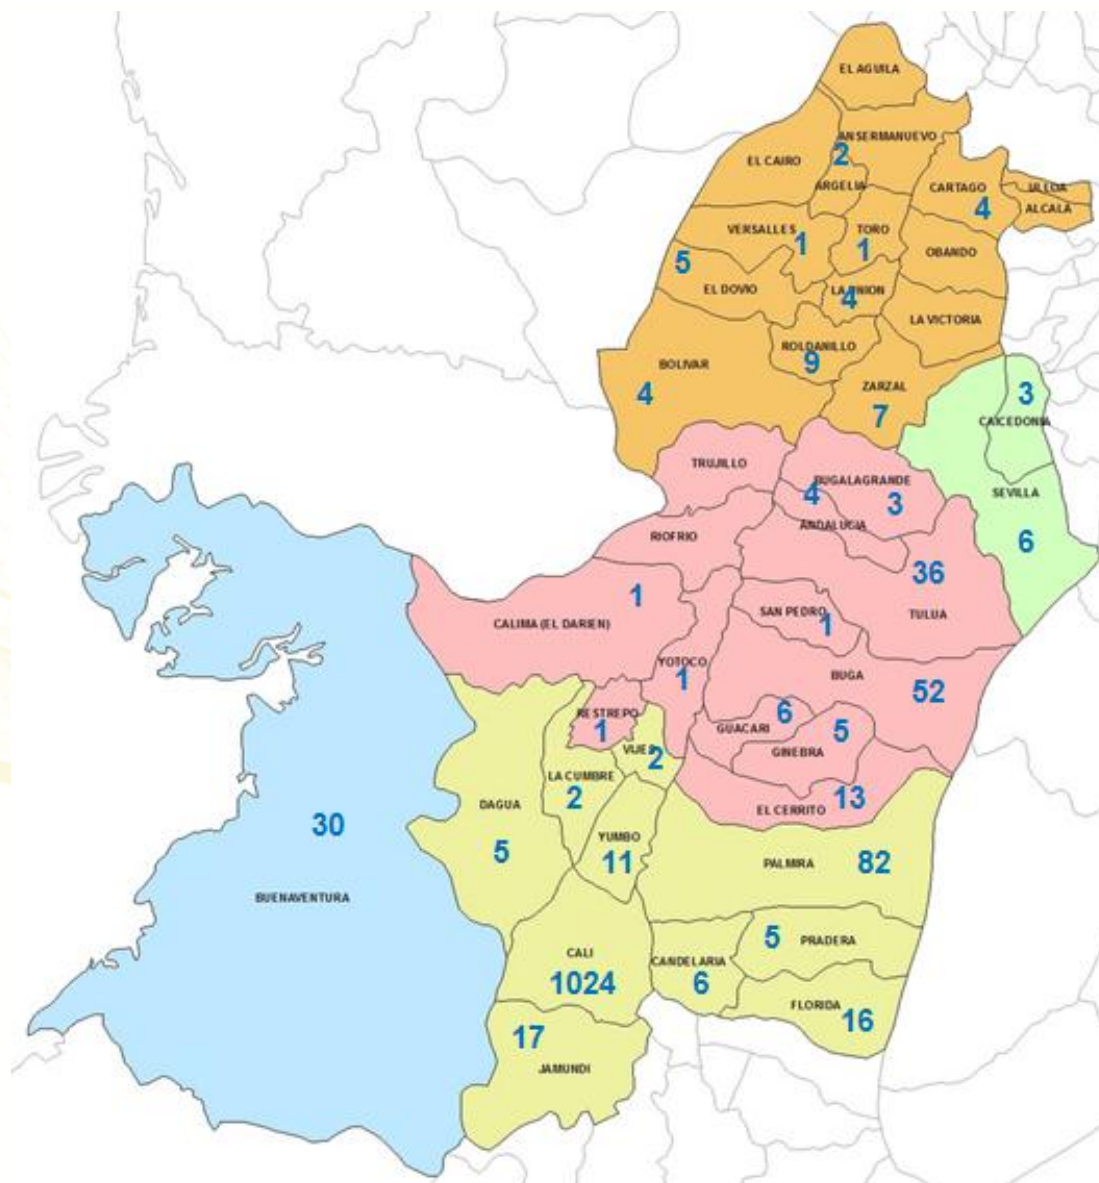 EL AGUILA
ANSERMANUEVO
2
EL CAIRO
ARGELIA
CARTAGO
4
ULLOA
ALCALA
VERSALLES
1
TORO
1
OBANDO
5
EL DOVIO
LA UNION
4
LA VICTORIA
ROLDANILLO
9
BOLIVAR
4
ZARZAL
7
3
CAICEDONIA
SEVILLA
6
TRUJILLO
BUGALAGRANDE
4
3
ANDALUCIA
RIOFRIO
36
TULUA
1
CALIMA (EL DARIEN)
SAN PEDRO
1
YOTOCO
1
BUGA
52
RESTREPO
1
6
GUACARI
5
GINEBRA
VIJES
2
LA CUMBRE
2
13
EL CERRITO
DAGUA
5
YUMBO
11
PALMIRA
82
30
BUENAVENTURA
CALI
1024
CANDELARIA
6
5
PRADERA
FLORIDA
16
17
JAMUNDI